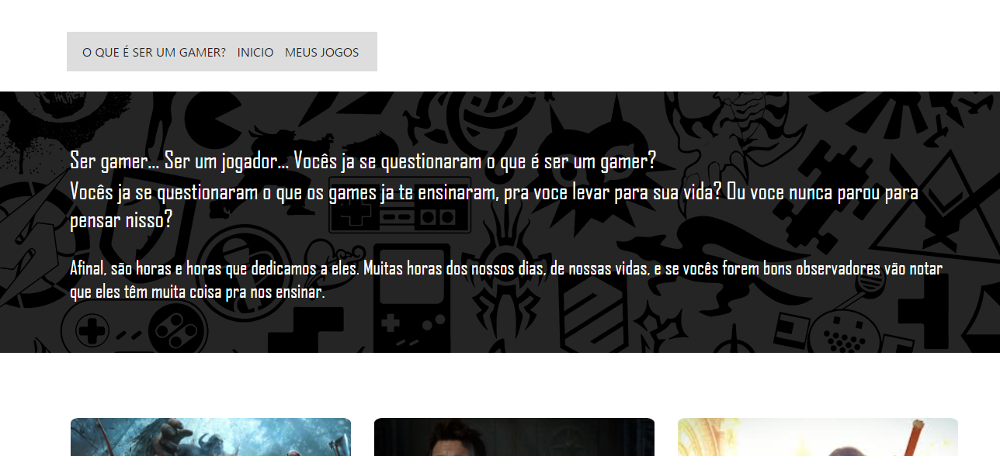 O QUE É SER UM GAMER? INICIO MEUS JOGOS
Ser gamer... Ser um jogador... Vocês ja se questionaram o que é ser um gamer?
Vocês ja se questionaram o que os games ja te ensinaram, pra voce levar para sua vida? Ou voce nunca parou para
pensar nisso?
Afinal, são horas e horas que dedicamos a eles. Muitas horas dos nossos dias, de nossas vidas, e se vocês forem bons observadores vão notar
que eles têm muita coisa pra nos ensinar.